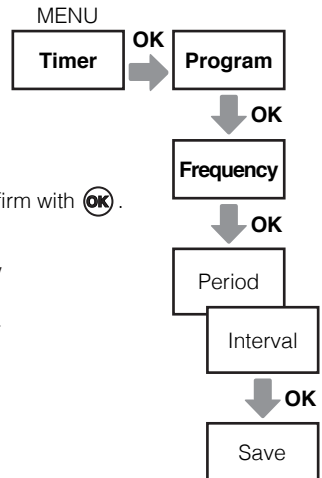 MENU
OK
Timer
Program
OK
Frequency
firm with OK.
OK
Period
Interval
OK
Save